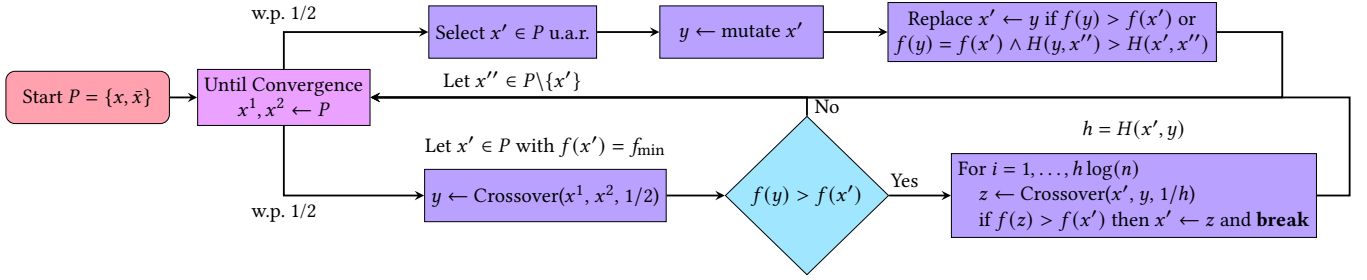 w.p. 1/2
Select x′ ∈ P u.a.r.
y ← mutate x′
Replace x′ ← y if f(y) > f(x′) or
f(y) = f(x′) ∧ H(y, x′′) > H(x′, x′′)
Let x′′ ∈ P\{x′}
Start P = {x, x̄}
Until Convergence
x¹, x² ← P
No
h = H(x′, y)
Let x′ ∈ P with f(x′) = f_min
y ← Crossover(x¹, x², 1/2)
f(y) > f(x′)
Yes
For i = 1, . . . , h log(n)
z ← Crossover(x′, y, 1/h)
if f(z) > f(x′) then x′ ← z and break
w.p. 1/2